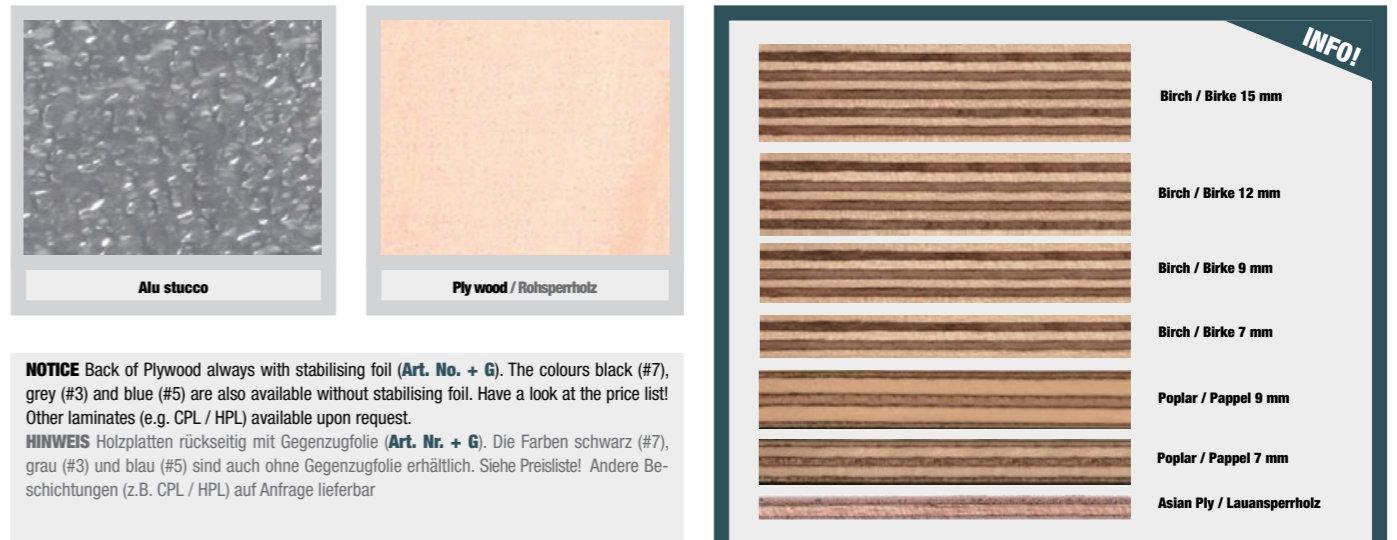 Alu stucco
Ply wood / Rohsperrholz
NOTICE Back of Plywood always with stabilising foil (Art. No. + G). The colours black (#7),
grey (#3) and blue (#5) are also available without stabilising foil. Have a look at the price list!
Other laminates (e.g. CPL / HPL) available upon request.
HINWEIS Holzplatten rückseitig mit Gegenzugfolie (Art. Nr. + G). Die Farben schwarz (#7),
grau (#3) und blau (#5) sind auch ohne Gegenzugfolie erhältlich. Siehe Preisliste! Andere Be-
schichtungen (z.B. CPL / HPL) auf Anfrage lieferbar
INFO!
Birch / Birke 15 mm
Birch / Birke 12 mm
Birch / Birke 9 mm
Birch / Birke 7 mm
Poplar / Pappel 9 mm
Poplar / Pappel 7 mm
Asian Ply / Lauansperrholz